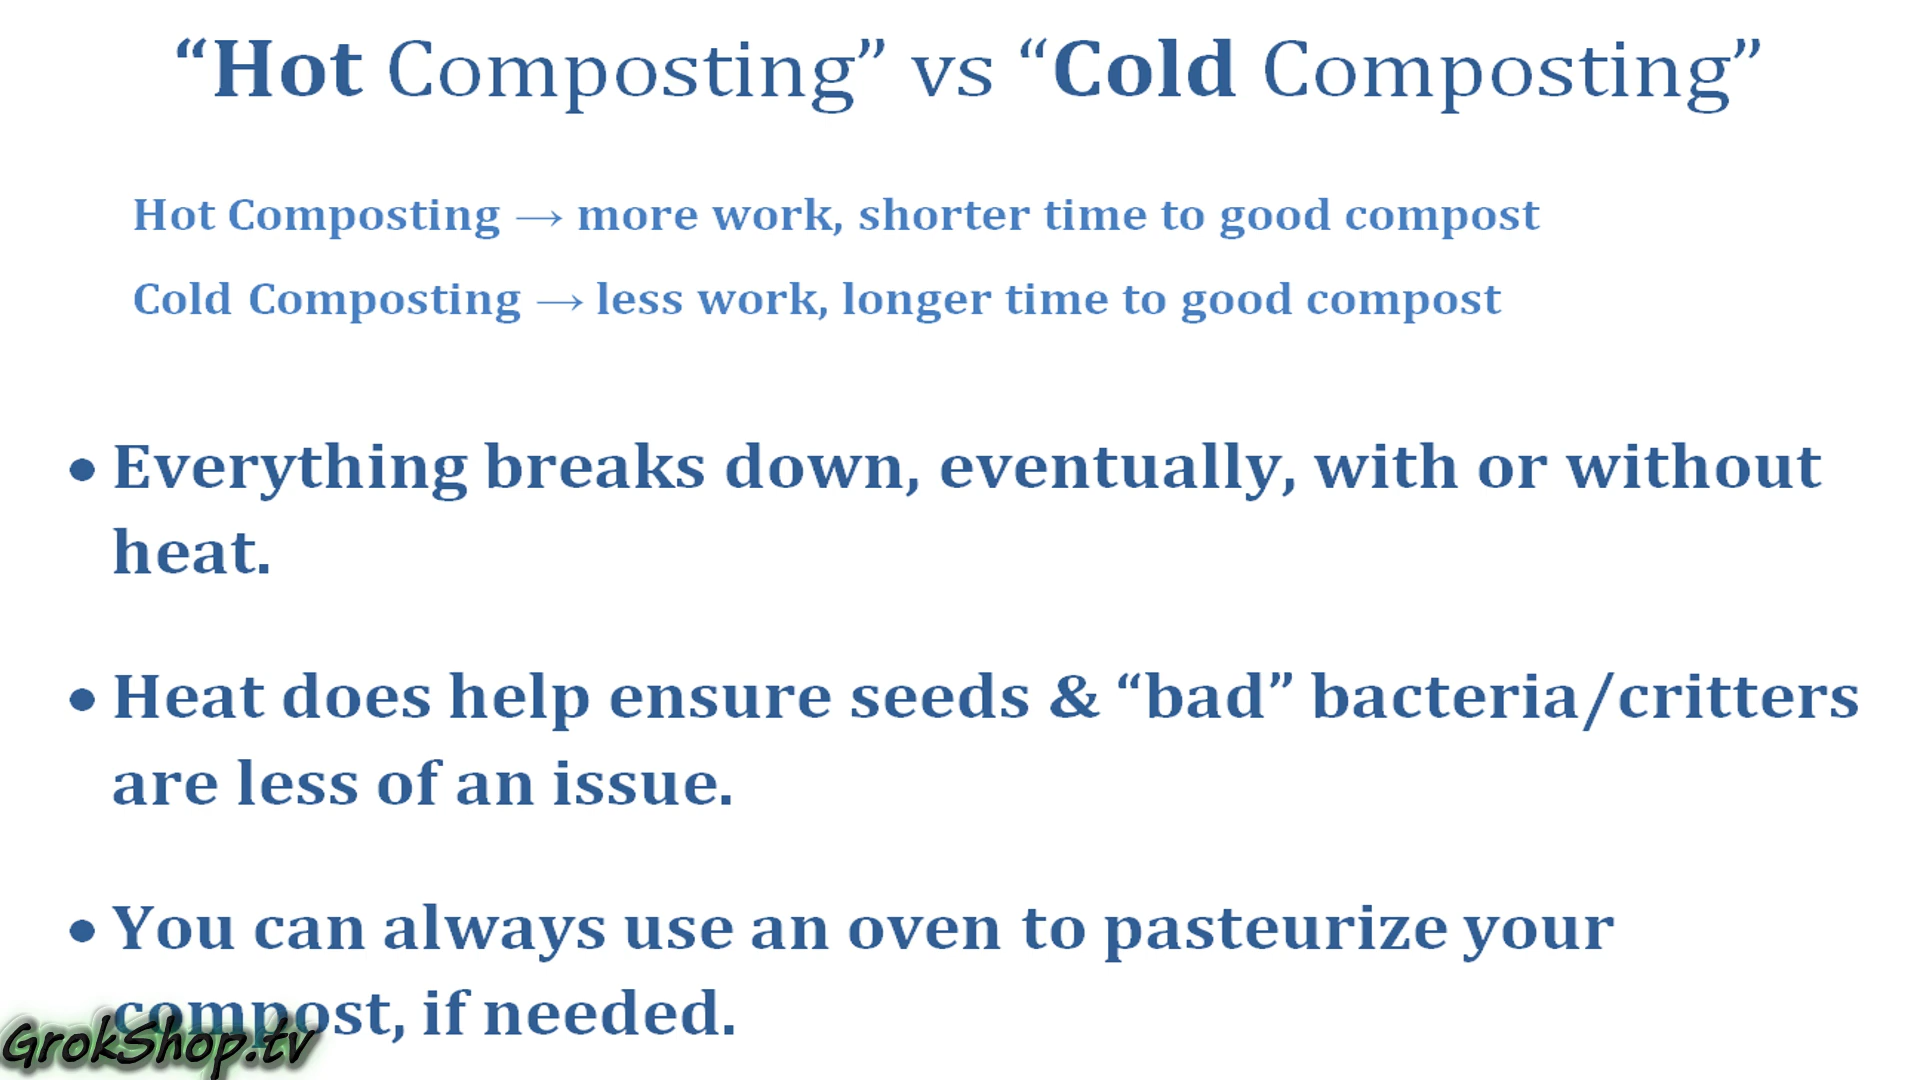 “Hot Composting” vs “Cold Composting”
Hot Composting → more work, shorter time to good compost
Cold Composting → less work, longer time to good compost
• Everything breaks down, eventually, with or without
heat.
• Heat does help ensure seeds & “bad” bacteria/critters
are less of an issue.
• You can always use an oven to pasteurize your
compost, if needed.
GrokShop.tv